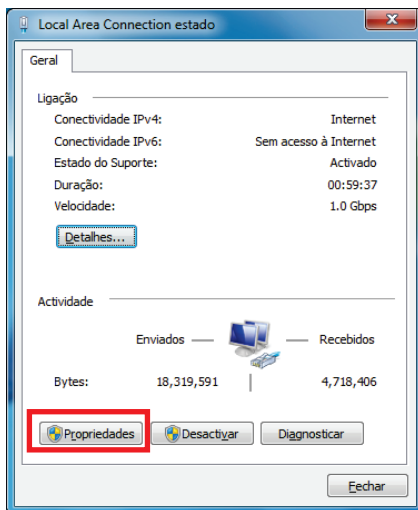 Local Area Connection estado
Geral
Ligação
Conectividade IPv4: Internet
Conectividade IPv6: Sem acesso à Internet
Estado do Suporte: Activado
Duração: 00:59:37
Velocidade: 1.0 Gbps
Detalhes...
Actividade
Enviados Recebidos
Bytes: 18,319,591 4,718,406
Propriedades Desactivar Diagnosticar
Fechar